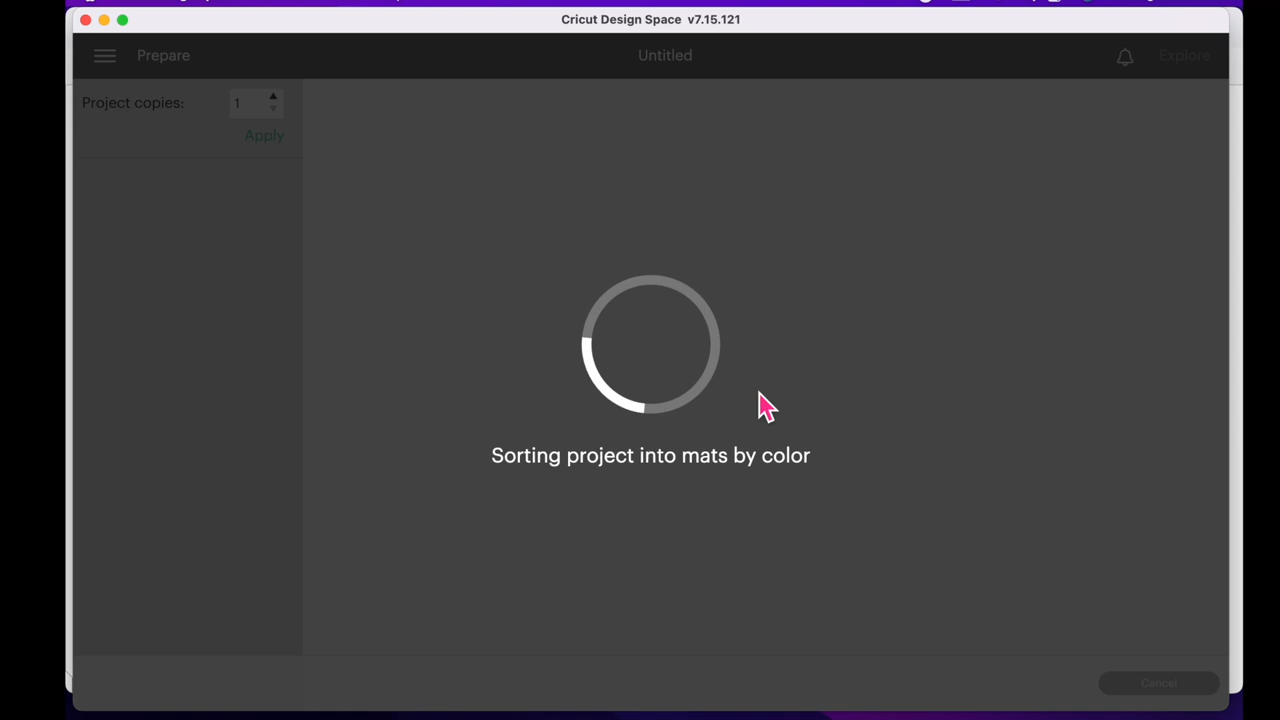 Cricut Design Space v7.15.121
Prepare
Untitled
Explore
Project copies:
1
Apply
Sorting project into mats by color
Cancel